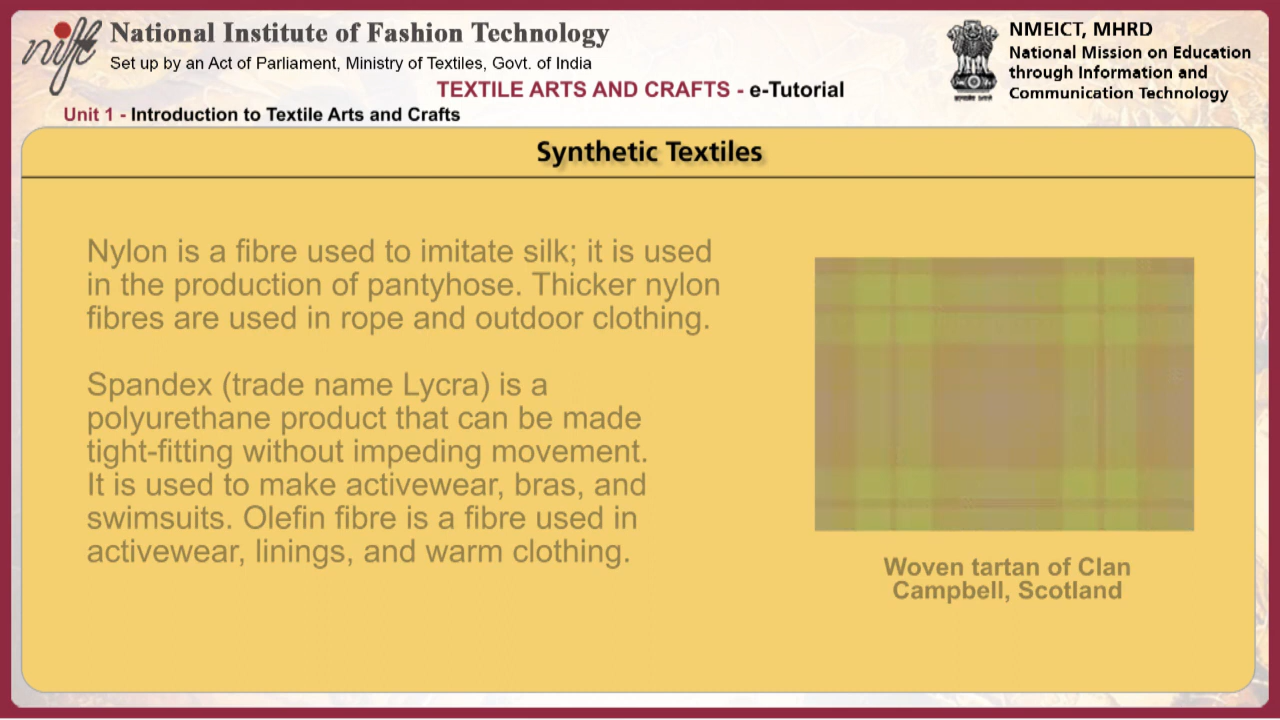 nift
National Institute of Fashion Technology
Set up by an Act of Parliament, Ministry of Textiles, Govt. of India
TEXTILE ARTS AND CRAFTS - e-Tutorial
NMEICT, MHRD
National Mission on Education
through Information and
Communication Technology
Unit 1 - Introduction to Textile Arts and Crafts
Synthetic Textiles
Nylon is a fibre used to imitate silk; it is used
in the production of pantyhose. Thicker nylon
fibres are used in rope and outdoor clothing.
Spandex (trade name Lycra) is a
polyurethane product that can be made
tight-fitting without impeding movement.
It is used to make activewear, bras, and
swimsuits. Olefin fibre is a fibre used in
activewear, linings, and warm clothing.
Woven tartan of Clan
Campbell, Scotland